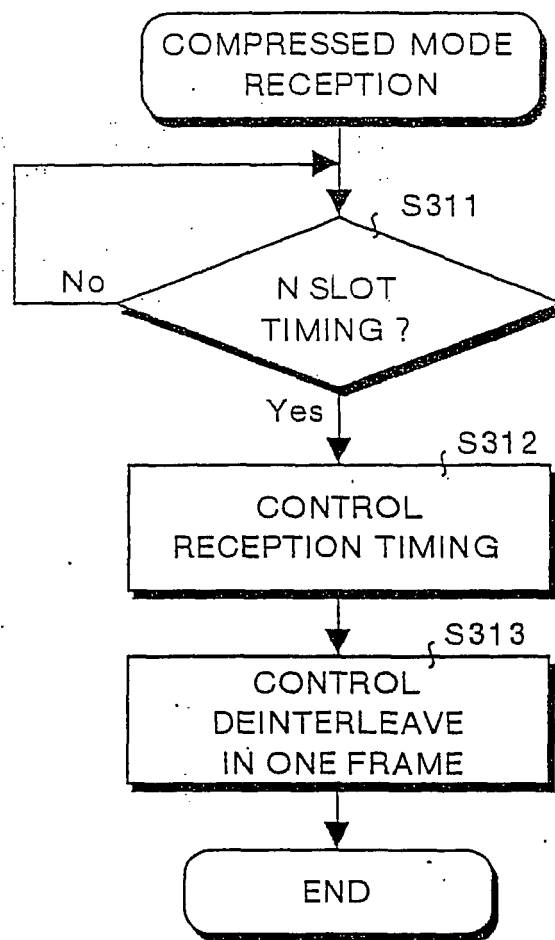 COMPRESSED MODE
RECEPTION
S311
No
N SLOT
TIMING ?
Yes
S312
CONTROL
RECEPTION TIMING
S313
CONTROL
DEINTERLEAVE
IN ONE FRAME
END